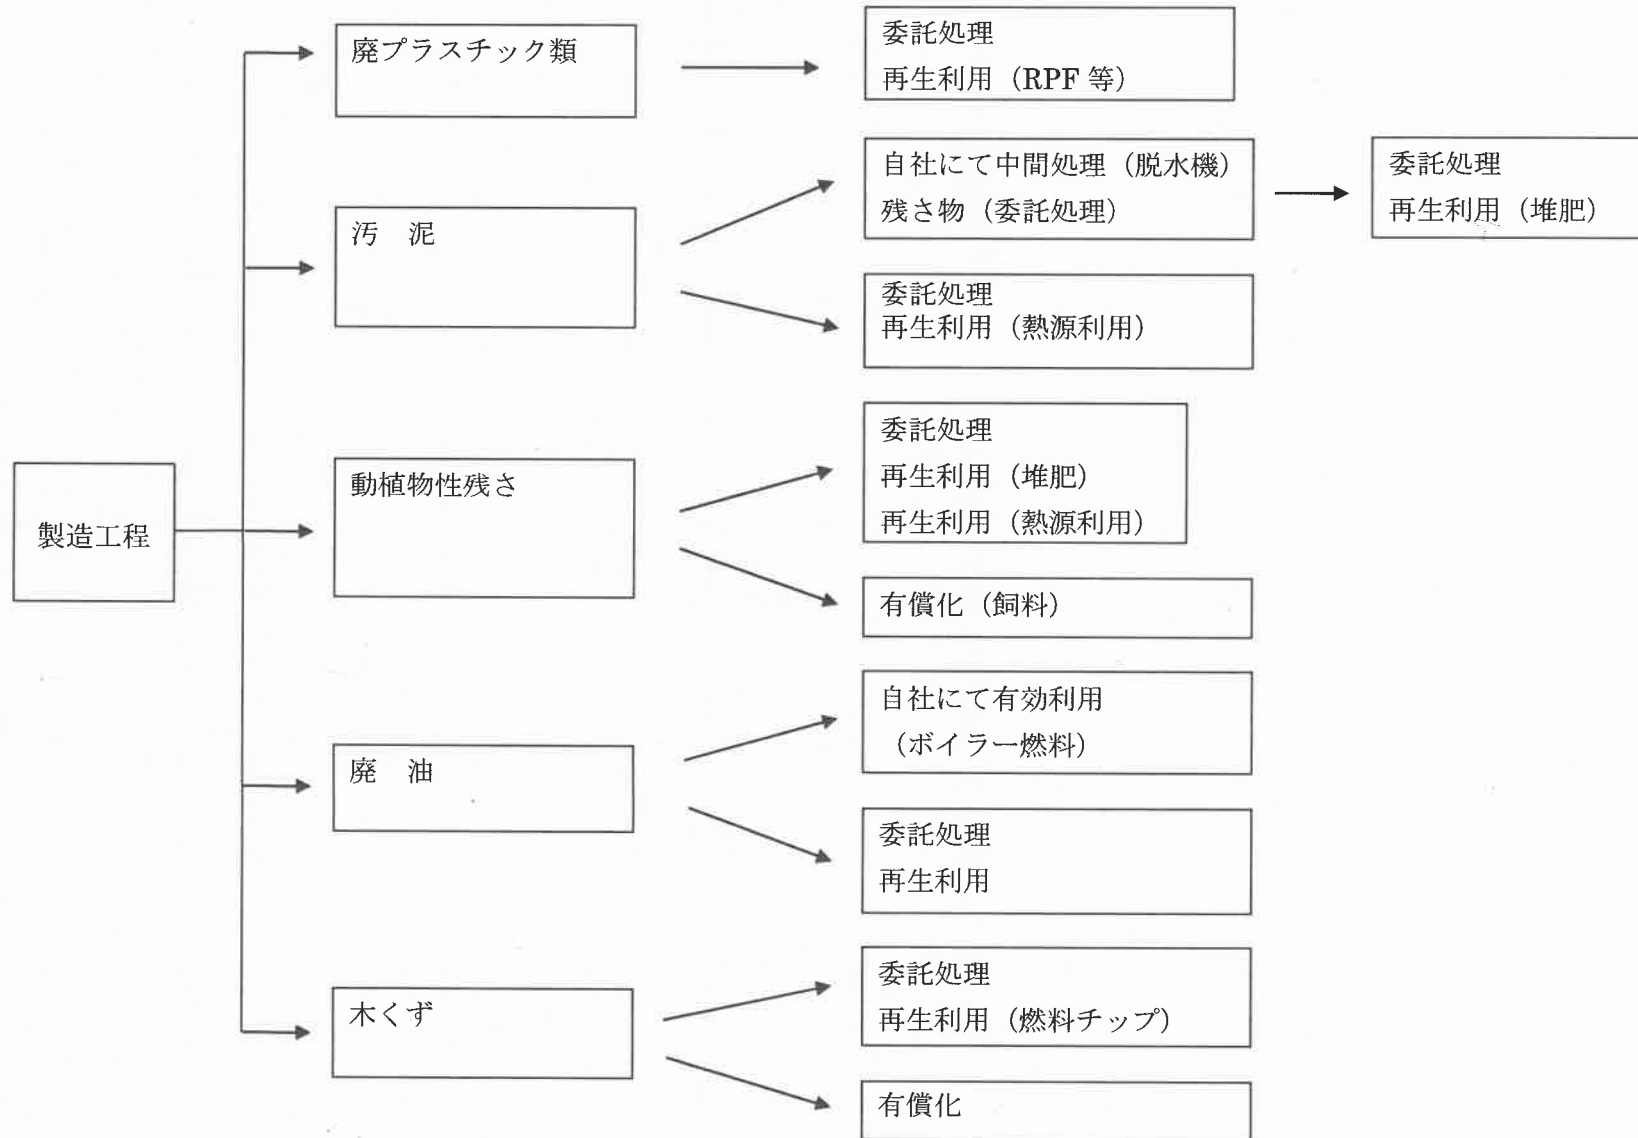 製造工程
廃プラスチック類
委託処理
再生利用（RPF 等）
汚　泥
自社にて中間処理（脱水機）
残さ物（委託処理）
委託処理
再生利用（堆肥）
委託処理
再生利用（熱源利用）
動植物性残さ
委託処理
再生利用（堆肥）
再生利用（熱源利用）
有償化（飼料）
廃　油
自社にて有効利用
（ボイラー燃料）
委託処理
再生利用
木くず
委託処理
再生利用（燃料チップ）
有償化